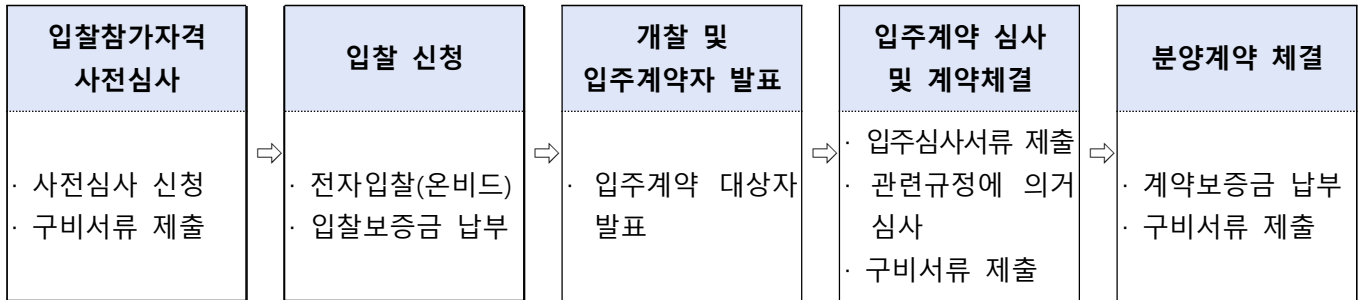 입찰참가자격
사전심사
· 사전심사 신청
· 구비서류 제출
⇨
입찰 신청
· 전자입찰(온비드)
· 입찰보증금 납부
⇨
개찰 및
입주계약자 발표
· 입주계약 대상자
발표
⇨
입주계약 심사
및 계약체결
· 입주심사서류 제출
· 관련규정에 의거
심사
· 구비서류 제출
⇨
분양계약 체결
· 계약보증금 납부
· 구비서류 제출